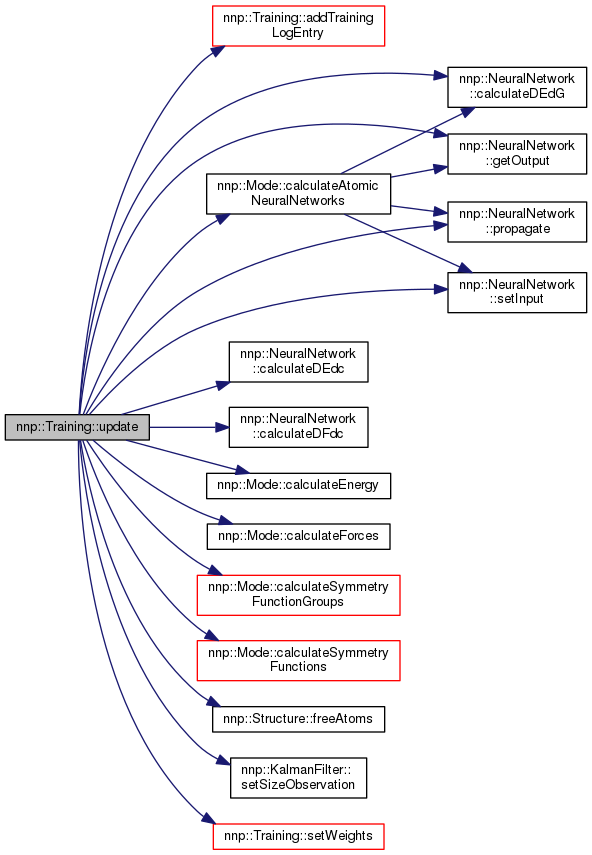 nnp::Training::addTraining
LogEntry
nnp::NeuralNetwork
::calculateDEdG
nnp::NeuralNetwork
::getOutput
nnp::Mode::calculateAtomic
NeuralNetworks
nnp::NeuralNetwork
::propagate
nnp::NeuralNetwork
::setInput
nnp::NeuralNetwork
::calculateDEdc
nnp::Training::update
nnp::NeuralNetwork
::calculateDFdc
nnp::Mode::calculateEnergy
nnp::Mode::calculateForces
nnp::Mode::calculateSymmetry
FunctionGroups
nnp::Mode::calculateSymmetry
Functions
nnp::Structure::freeAtoms
nnp::KalmanFilter::
setSizeObservation
nnp::Training::setWeights